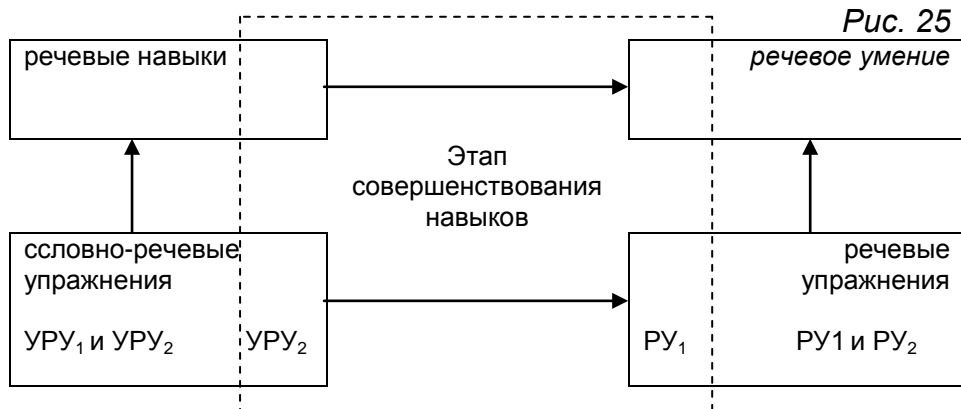 Рис. 25
речевые навыки
речевое умение
Этап
совершенствования
навыков
ссловно-речевые
упражнения
УРУ₁ и УРУ₂
УРУ₂
речевые
упражнения
РУ₁
РУ1 и РУ₂